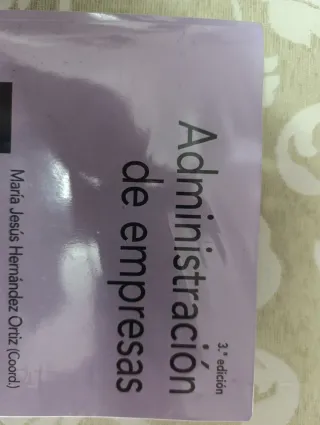 3.ª edición
Administración
de empresas
María Jesús Hernández Ortiz (Coord.)